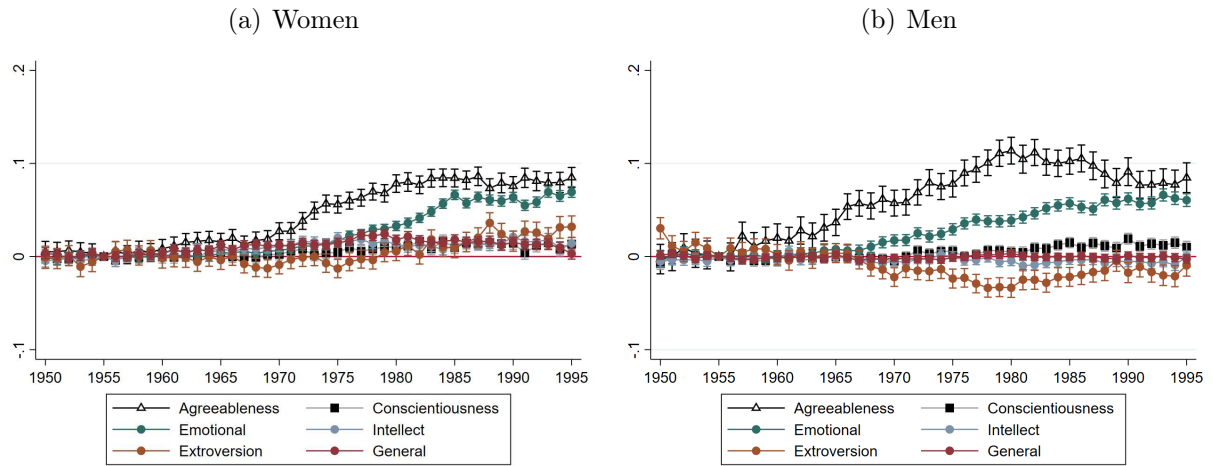 (a) Women
.2
.1
0
-.1
1950 1955 1960 1965 1970 1975 1980 1985 1990 1995
Agreeableness Conscientiousness
Emotional Intellect
Extroversion General
(b) Men
.2
.1
0
-.1
1950 1955 1960 1965 1970 1975 1980 1985 1990 1995
Agreeableness Conscientiousness
Emotional Intellect
Extroversion General